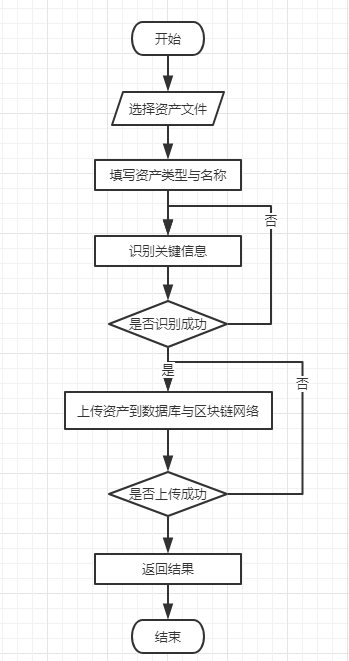 开始
选择资产文件
填写资产类型与名称
否
识别关键信息
是否识别成功
是
否
上传资产到数据库与区块链网络
是否上传成功
返回结果
结束